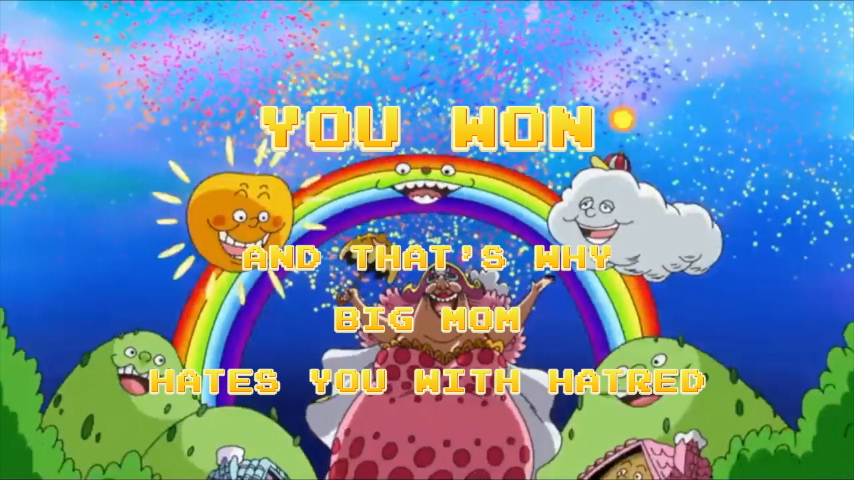 YOU WON
AND THAT'S WHY
BIG MOM
HATES YOU WITH HATRED